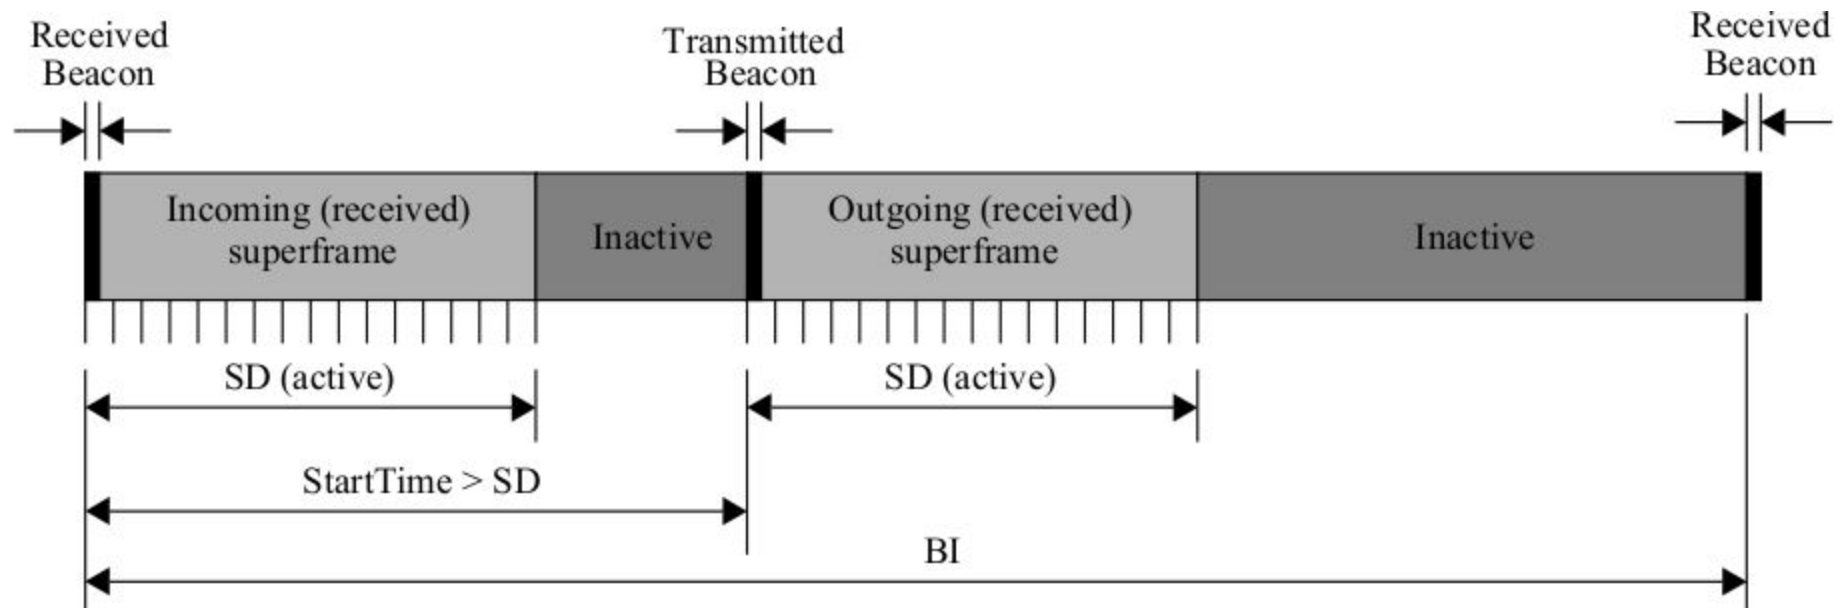 Received
Beacon
Transmitted
Beacon
Received
Beacon
Incoming (received)
superframe
Inactive
Outgoing (received)
superframe
Inactive
SD (active)
SD (active)
StartTime > SD
BI